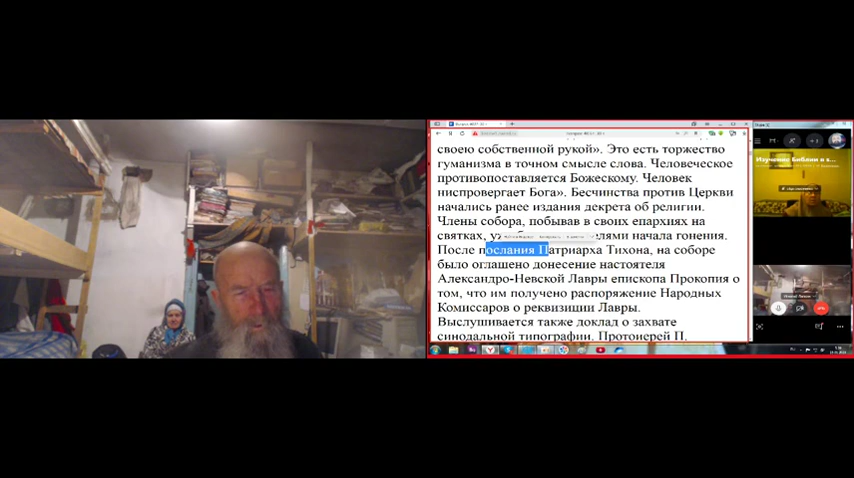 своею собственной рукой». Это есть торжество
гуманизма в точном смысле слова. Человеческое
противопоставляется Божескому. Человек
ниспровергает Бога». Бесчинства против Церкви
начались ранее издания декрета об религии.
Члены собора, побывав в своих епархиях на
святках, начала гонения.
После послания Патриарха Тихона, на соборе
было оглашено донесение настоятеля
Александро-Невской Лавры епископа Прокопия о
том, что им получено распоряжение Народных
Комиссаров о реквизиции Лавры.
Выслушивается также доклад о захвате
синодальной типографии. Протоиерей П.
Изучение Библии в